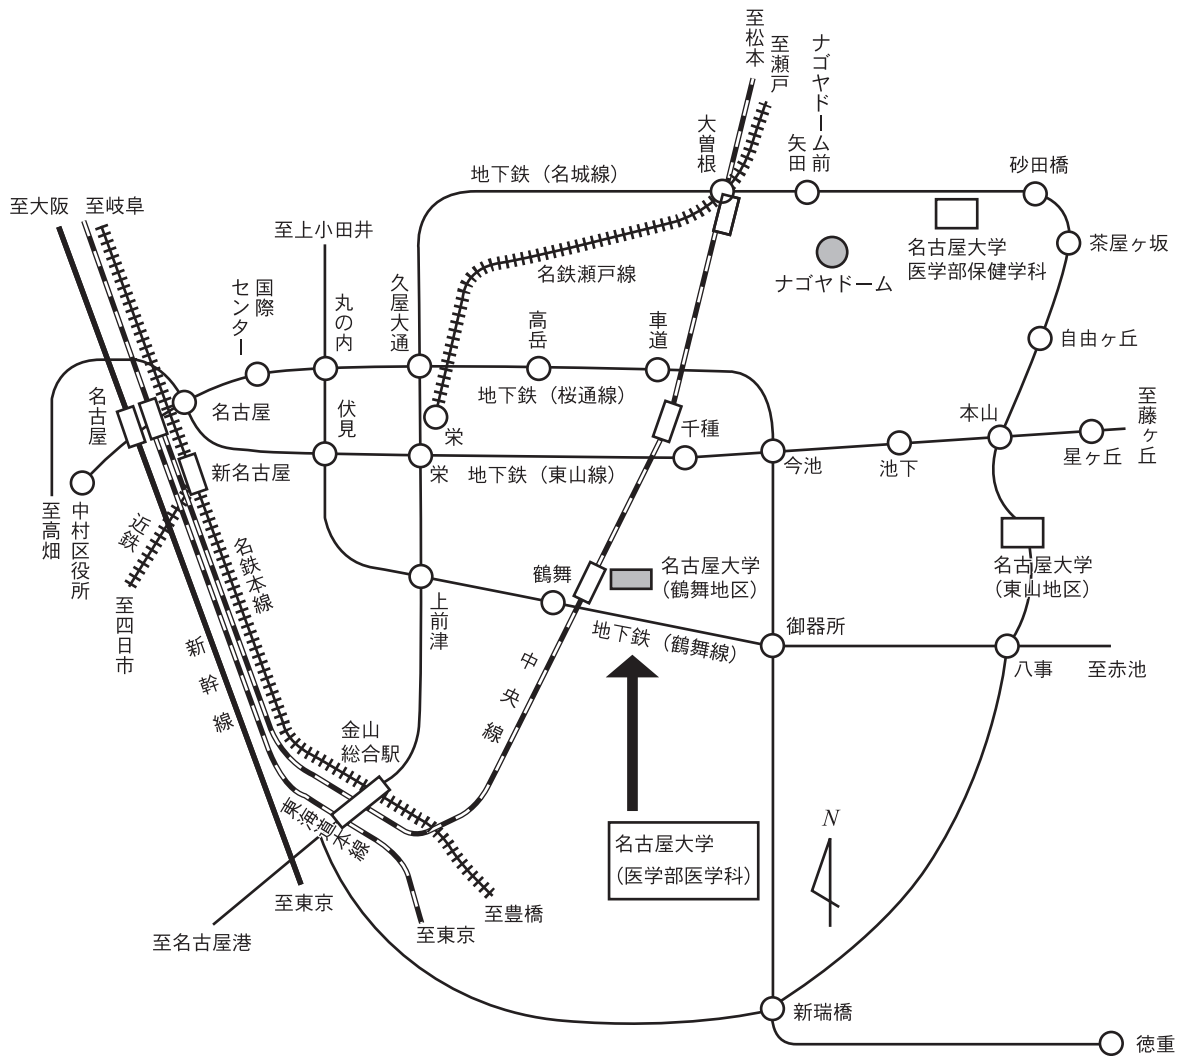 至松本
至瀬戸
ナゴヤドーム前
矢田
大曽根
地下鉄（名城線）
砂田橋
至大阪
至岐阜
至上小田井
名古屋大学
医学部保健学科
茶屋ヶ坂
名鉄瀬戸線
ナゴヤドーム
国際
センター
丸の内
久屋大通
高岳
車道
自由ヶ丘
名古屋
名古屋
伏見
栄
地下鉄（桜通線）
千種
本山
至藤ヶ丘
新名古屋
栄
地下鉄（東山線）
今池
池下
星ヶ丘
至高畑
中村区役所
近鉄
名鉄本線
鶴舞
名古屋大学
（鶴舞地区）
名古屋大学
（東山地区）
至四日市
上前津
地下鉄（鶴舞線）
御器所
八事
至赤池
新幹線
中央線
金山
総合駅
東海道本線
名古屋大学
（医学部医学科）
N
至東京
至豊橋
至東京
至名古屋港
新瑞橋
徳重